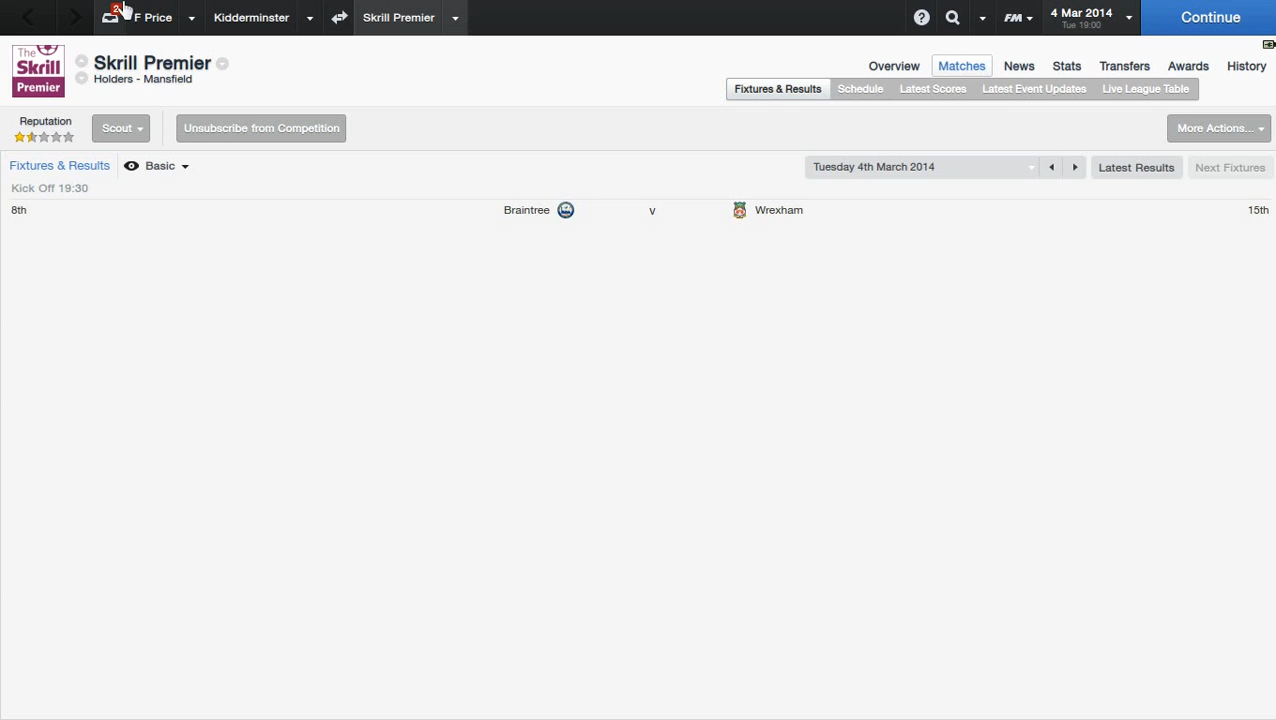 2 F Price Kidderminster Skrill Premier ? FM 4 Mar 2014 Continue
Tue 19:00
The Skrill Premier
Skrill Premier
Holders - Mansfield
Overview Matches News Stats Transfers Awards History
Fixtures & Results Schedule Latest Scores Latest Event Updates Live League Table
Reputation
Scout Unsubscribe from Competition More Actions...
Fixtures & Results Basic Tuesday 4th March 2014 Latest Results Next Fixtures
Kick Off 19:30
8th Braintree v Wrexham 15th